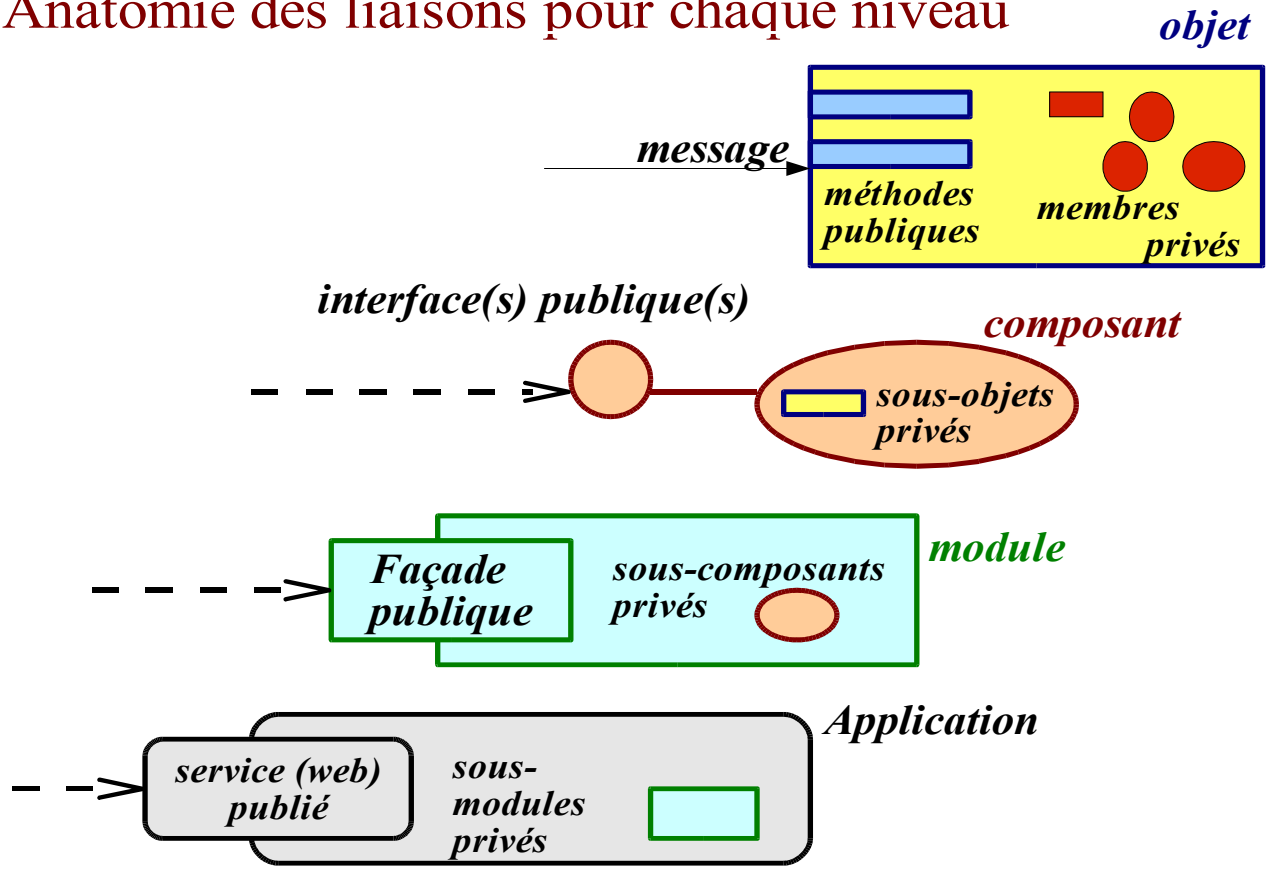 Anatomie des liaisons pour chaque niveau
objet
message
méthodes
publiques
membres
privés
interface(s) publique(s)
composant
sous-objets
privés
module
Façade
publique
sous-composants
privés
Application
service (web)
publié
sous-
modules
privés